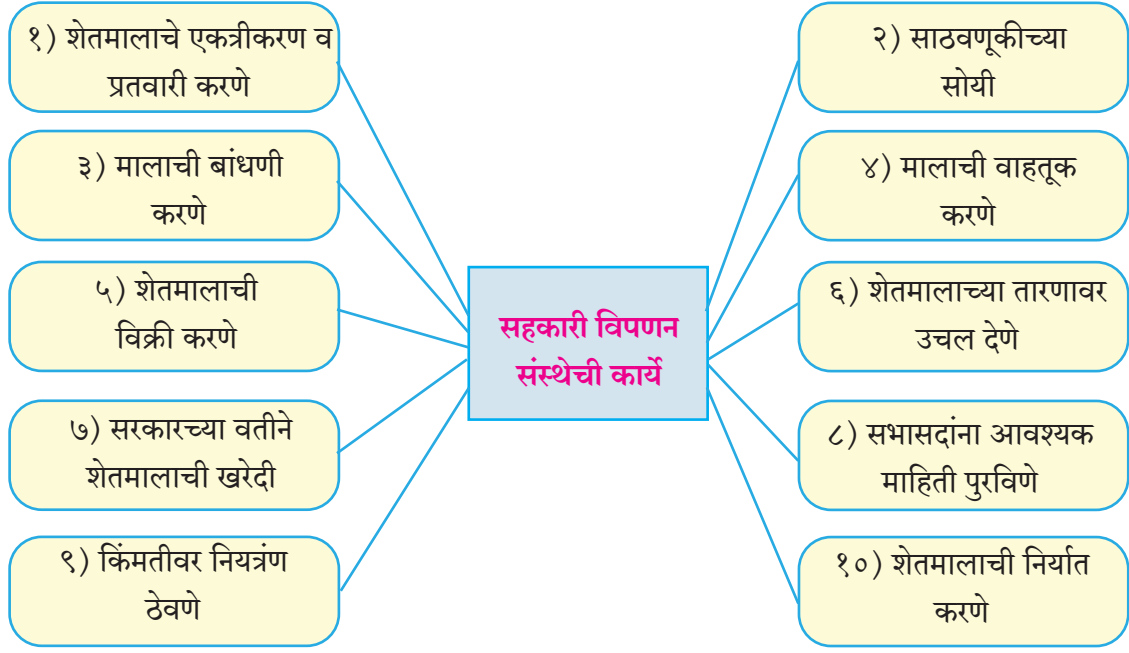 १) शेतमालाचे एकत्रीकरण व
प्रतवारी करणे
२) साठवणूकीच्या
सोयी
३) मालाची बांधणी
करणे
४) मालाची वाहतूक
करणे
५) शेतमालाची
विक्री करणे
६) शेतमालाच्या तारणावर
उचल देणे
सहकारी विपणन
संस्थेची कार्ये
७) सरकारच्या वतीने
शेतमालाची खरेदी
८) सभासदांना आवश्यक
माहिती पुरविणे
९) किंमतीवर नियत्रंण
ठेवणे
१०) शेतमालाची निर्यात
करणे